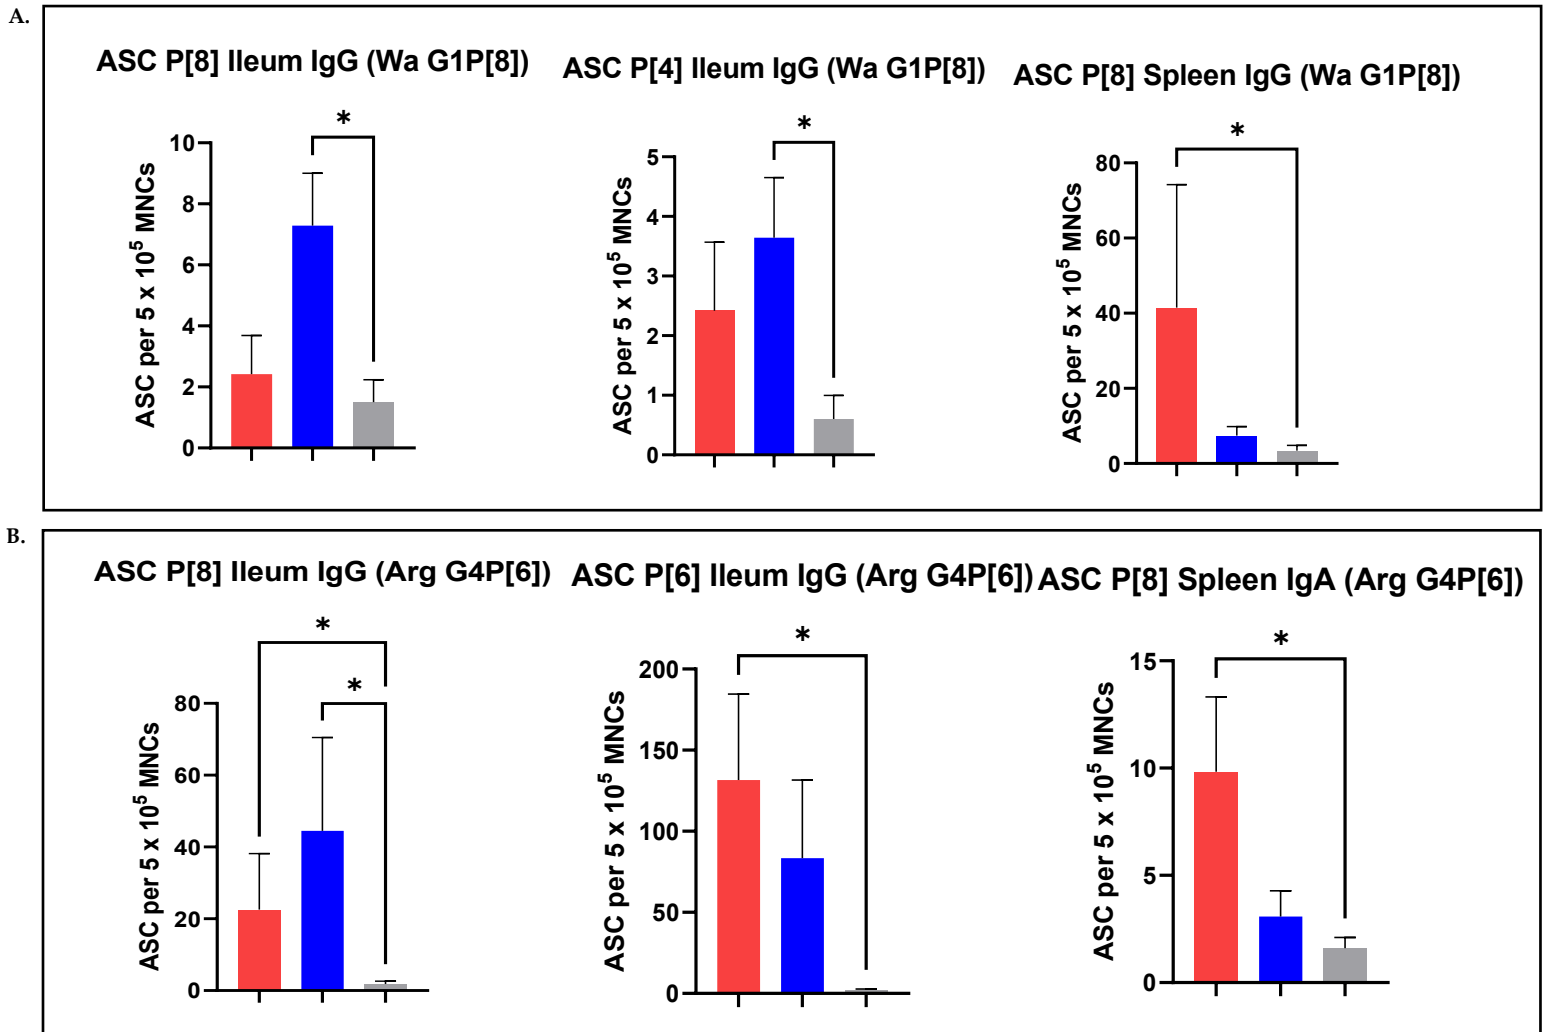 A.
ASC P[8] Ileum IgG (Wa G1P[8])
ASC per 5 x 10⁵ MNCs
10
8
6
4
2
0
*
ASC P[4] Ileum IgG (Wa G1P[8])
ASC per 5 x 10⁵ MNCs
5
4
3
2
1
0
*
ASC P[8] Spleen IgG (Wa G1P[8])
ASC per 5 x 10⁵ MNCs
80
60
40
20
0
*
B.
ASC P[8] Ileum IgG (Arg G4P[6])
ASC per 5 x 10⁵ MNCs
80
60
40
20
0
*
*
ASC P[6] Ileum IgG (Arg G4P[6])
ASC per 5 x 10⁵ MNCs
200
150
100
50
0
*
ASC P[8] Spleen IgA (Arg G4P[6])
ASC per 5 x 10⁵ MNCs
15
10
5
0
*